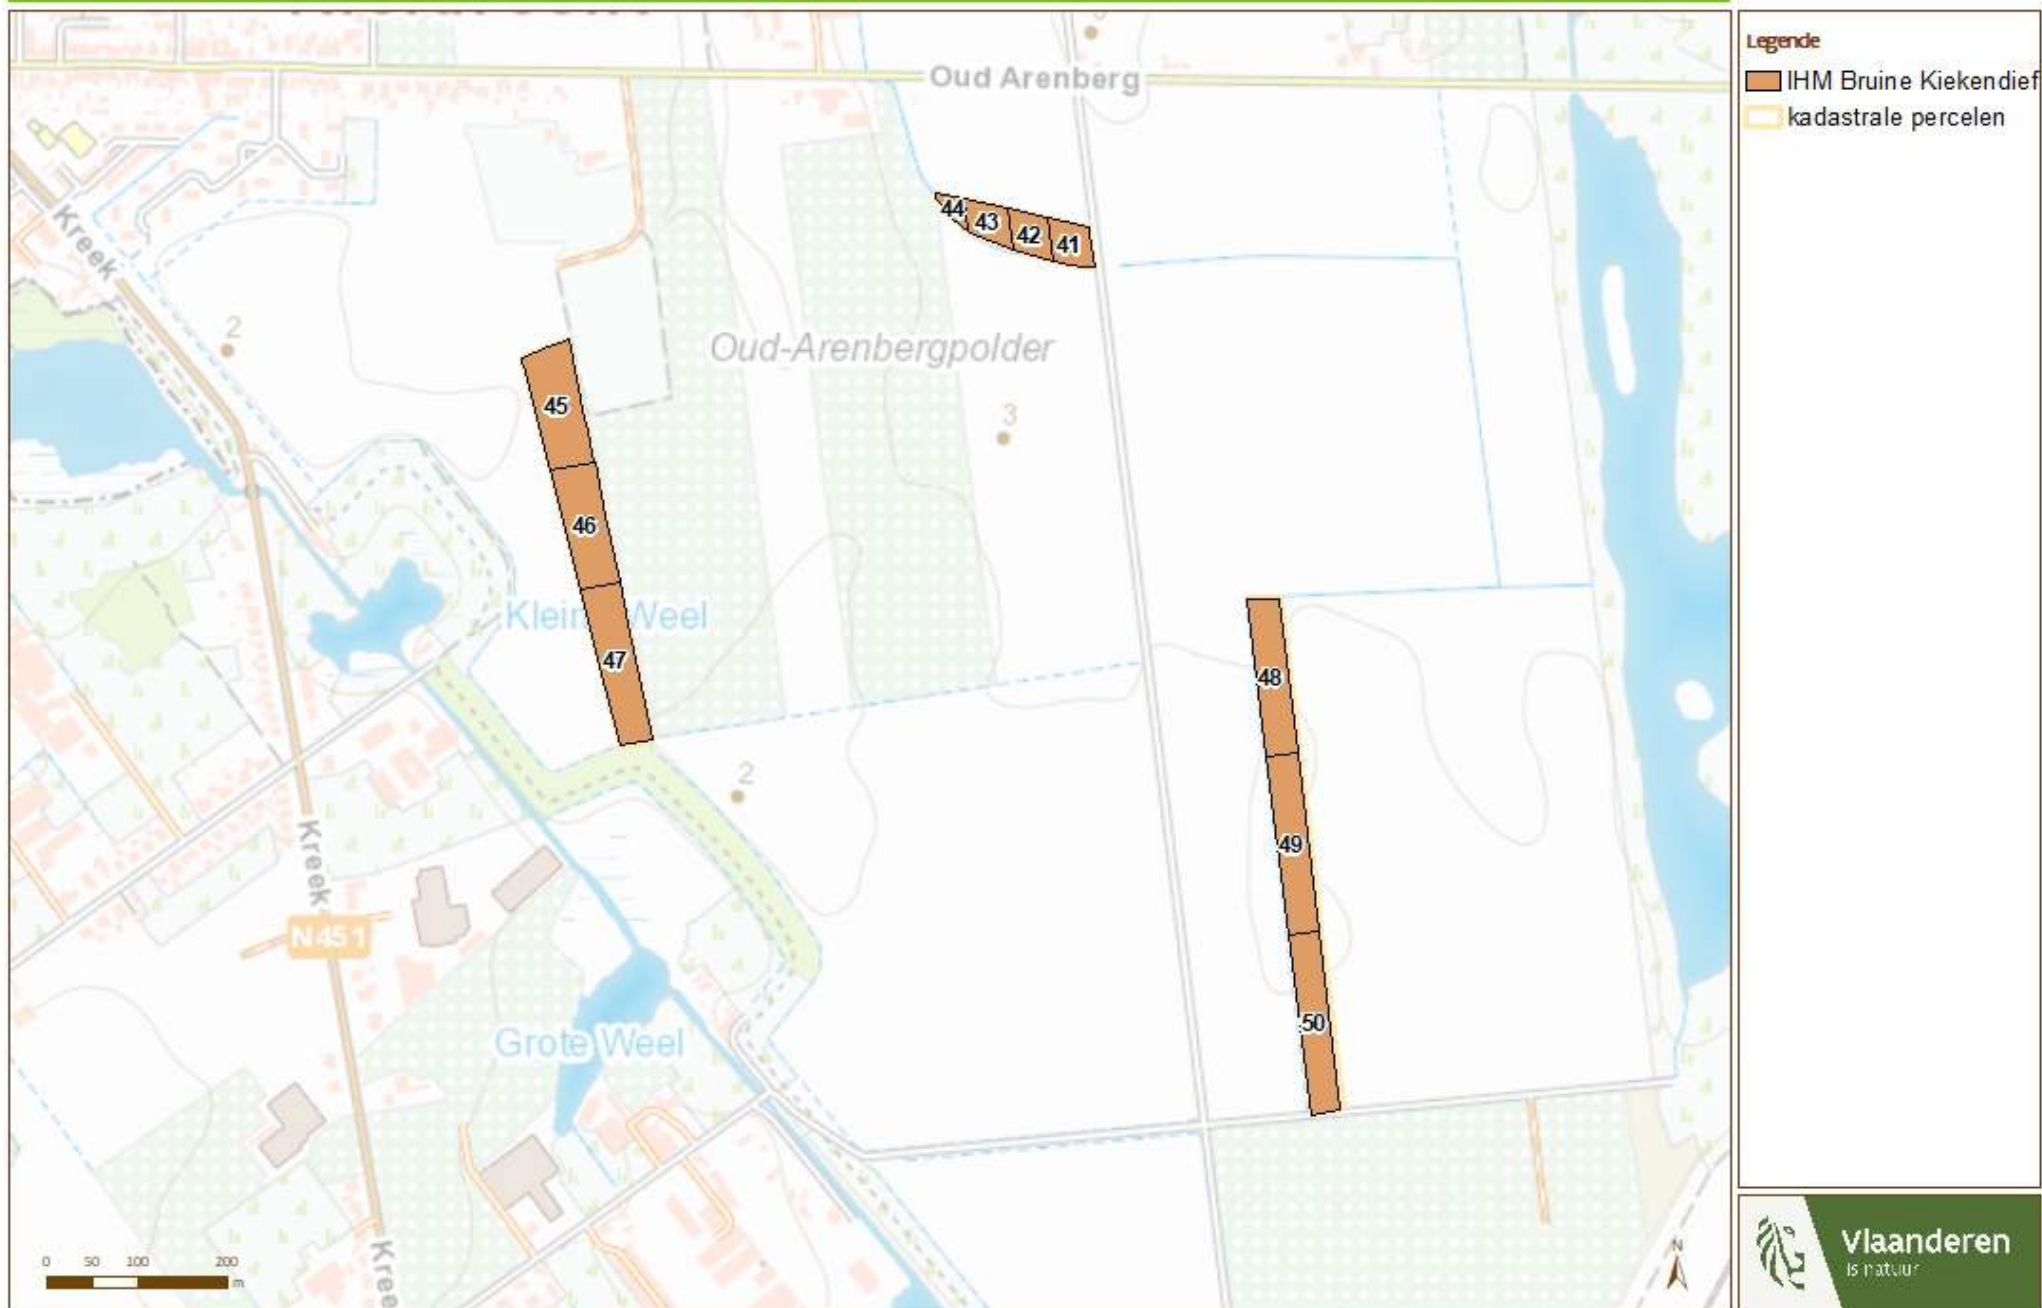 Oud Arenberg
Legende
IHM Bruine Kiekendief
kadastrale percelen
44
43
42
41
Kreek
2
Oud-Arenbergpolder
3
45
46
Kleine Weel
47
48
2
49
Kreek
N451
50
Grote Weel
Kree
0 50 100 200
m
N
Vlaanderen
is natuur